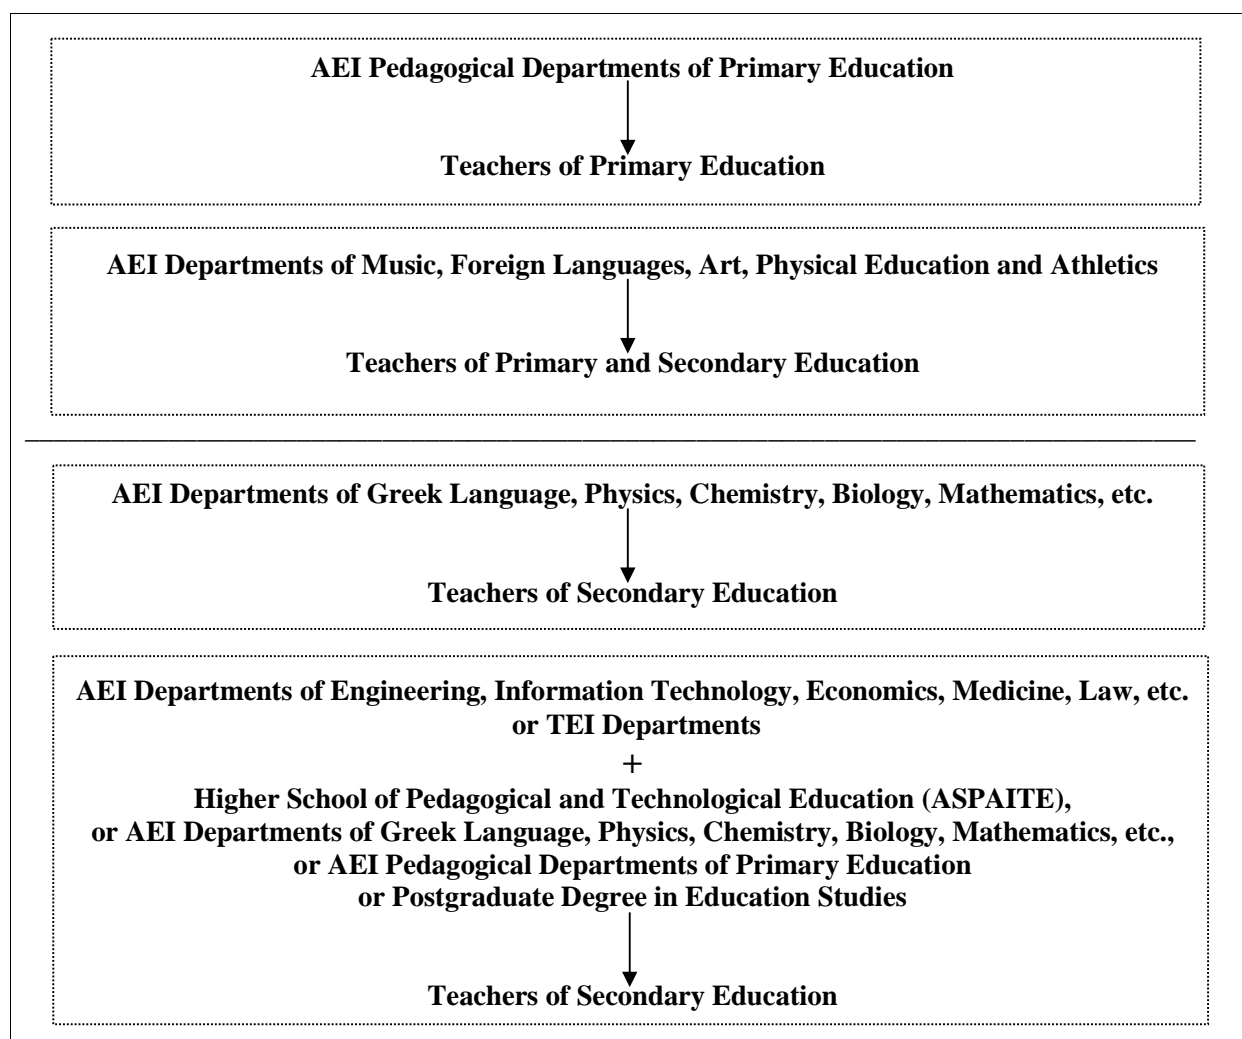 AEI Pedagogical Departments of Primary Education
Teachers of Primary Education
AEI Departments of Music, Foreign Languages, Art, Physical Education and Athletics
Teachers of Primary and Secondary Education
AEI Departments of Greek Language, Physics, Chemistry, Biology, Mathematics, etc.
Teachers of Secondary Education
AEI Departments of Engineering, Information Technology, Economics, Medicine, Law, etc.
or TEI Departments
+
Higher School of Pedagogical and Technological Education (ASPAITE),
or AEI Departments of Greek Language, Physics, Chemistry, Biology, Mathematics, etc.,
or AEI Pedagogical Departments of Primary Education
or Postgraduate Degree in Education Studies
Teachers of Secondary Education